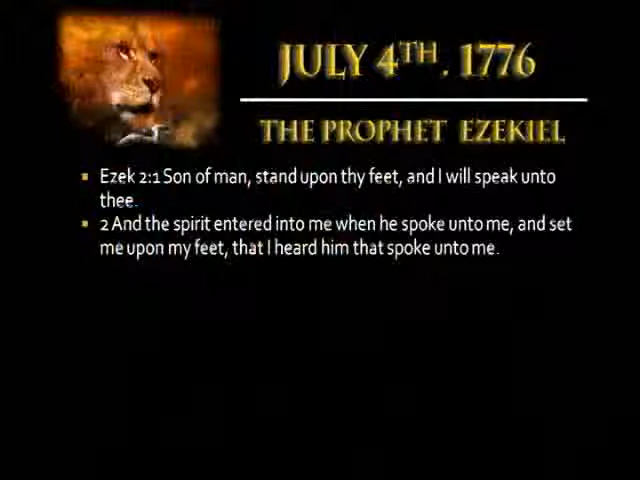 JULY 4TH. 1776
THE PROPHET EZEKIEL
Ezek 2:1 Son of man, stand upon thy feet, and I will speak unto
thee.
2 And the spirit entered into me when he spoke unto me, and set
me upon my feet, that I heard him that spoke unto me.